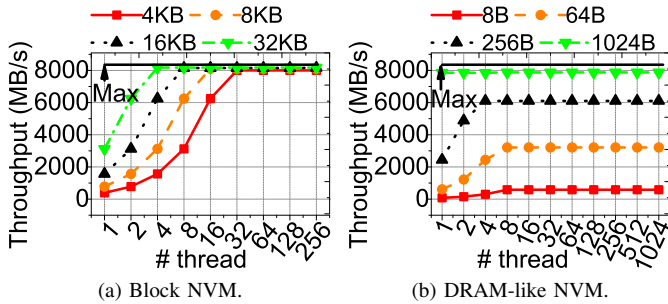 4KB 8KB
16KB 32KB
8000
6000
4000
2000
0
Throughput (MB/s)
Max
1 2 4 8 16 32 64 128 256
# thread
(a) Block NVM.
8B 64B
256B 1024B
8000
6000
4000
2000
0
Throughput (MB/s)
Max
1 2 4 8 16 32 64 128 256 512 1024
# thread
(b) DRAM-like NVM.